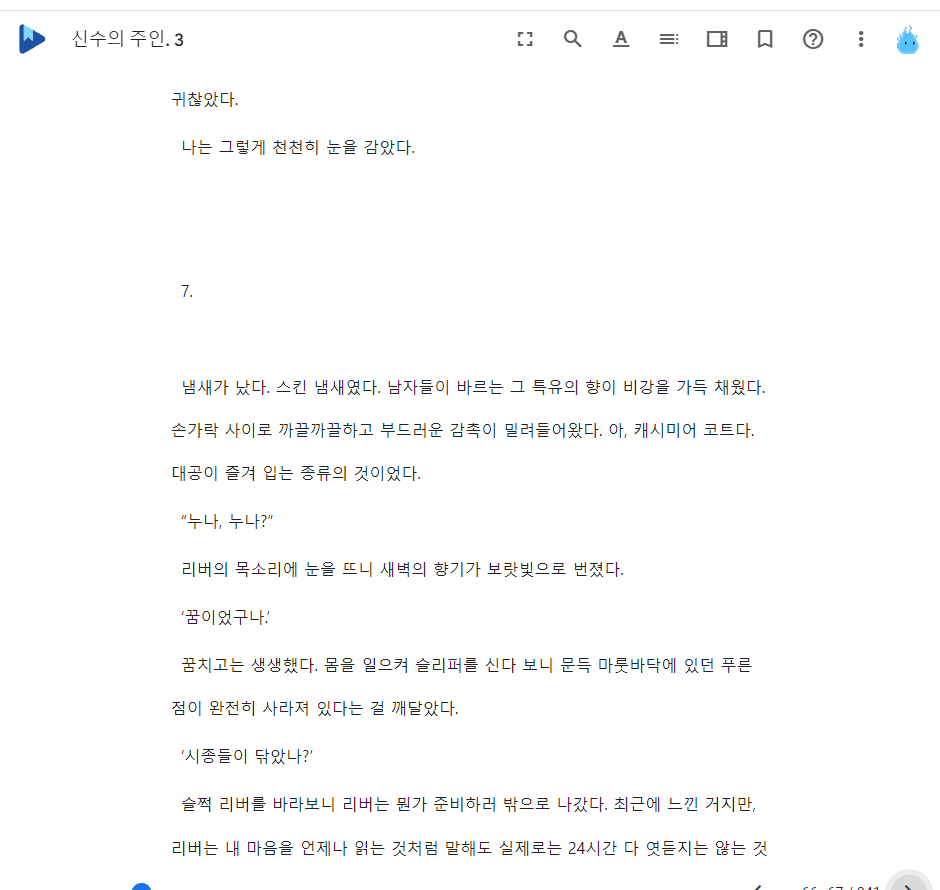 신수의 주인. 3
귀찮았다.
나는 그렇게 천천히 눈을 감았다.
7.
냄새가 났다. 스킨 냄새였다. 남자들이 바르는 그 특유의 향이 비강을 가득 채웠다.
손가락 사이로 까끌까끌하고 부드러운 감촉이 밀려들어왔다. 아, 캐시미어 코트다.
대공이 즐겨 입는 종류의 것이었다.
“누나, 누나?”
리버의 목소리에 눈을 뜨니 새벽의 향기가 보랏빛으로 번졌다.
‘꿈이었구나.’
꿈치고는 생생했다. 몸을 일으켜 슬리퍼를 신다 보니 문득 마룻바닥에 있던 푸른
점이 완전히 사라져 있다는 걸 깨달았다.
‘시종들이 닦았나?’
슬쩍 리버를 바라보니 리버는 뭔가 준비하러 밖으로 나갔다. 최근에 느낀 거지만,
리버는 내 마음을 언제나 읽는 것처럼 말해도 실제로는 24시간 다 엿듣지는 않는 것